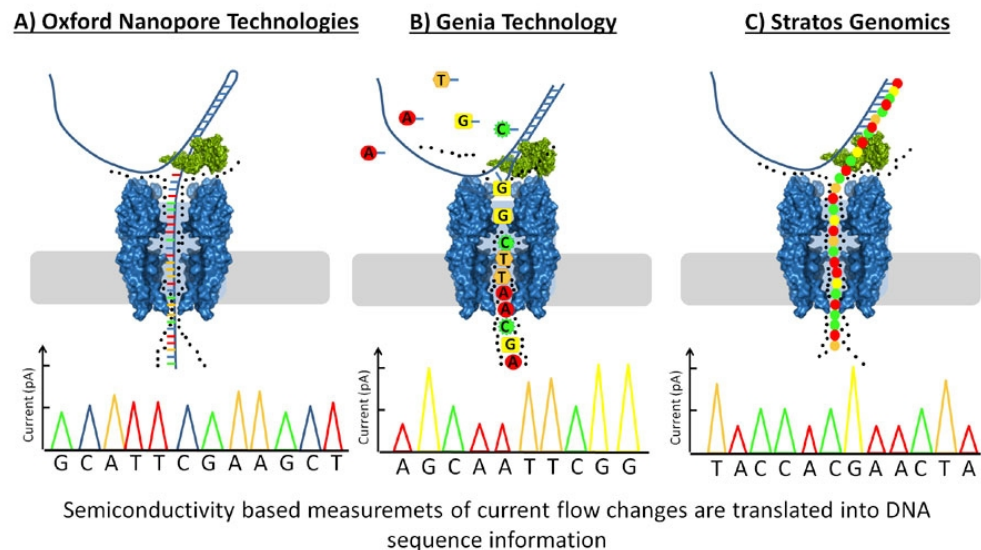 A) Oxford Nanopore Technologies
B) Genia Technology
C) Stratos Genomics
T
A
G
C
A
G
G
C
T
T
A
A
C
G
A
Current (pA)
G C A T T C G A A G C T
Current (pA)
A G C A A T T C G G
Current (pA)
T A C C A C G A A C T A
Semiconductivity based measuremets of current flow changes are translated into DNA
sequence information